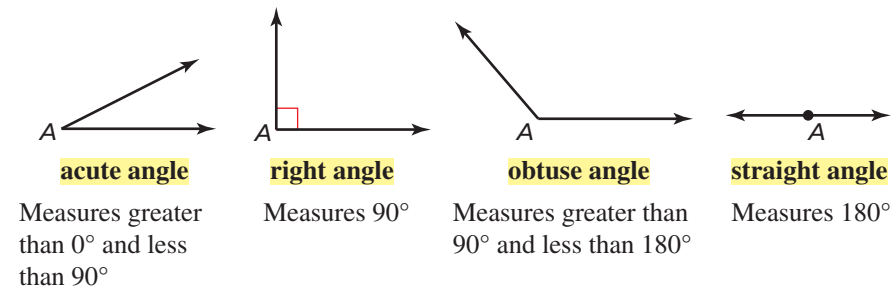 A
A
A
A
acute angle
right angle
obtuse angle
straight angle
Measures greater
than 0° and less
than 90°
Measures 90°
Measures greater than
90° and less than 180°
Measures 180°